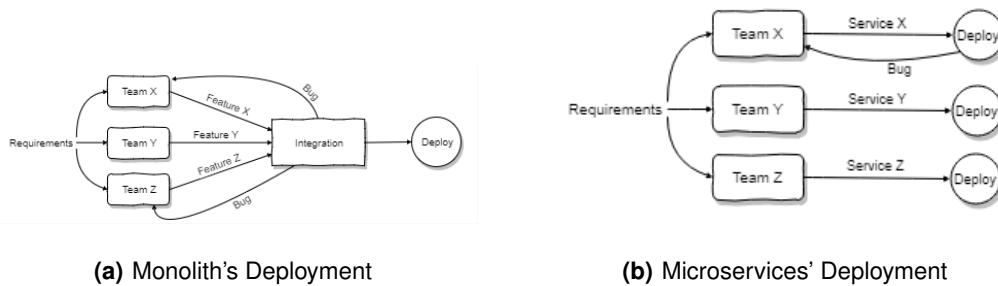 Team X
Feature X
Bug
Requirements
Team Y
Feature Y
Integration
Deploy
Team Z
Feature Z
Bug
(a) Monolith's Deployment
Team X
Service X
Deploy
Bug
Requirements
Team Y
Service Y
Deploy
Team Z
Service Z
Deploy
(b) Microservices' Deployment